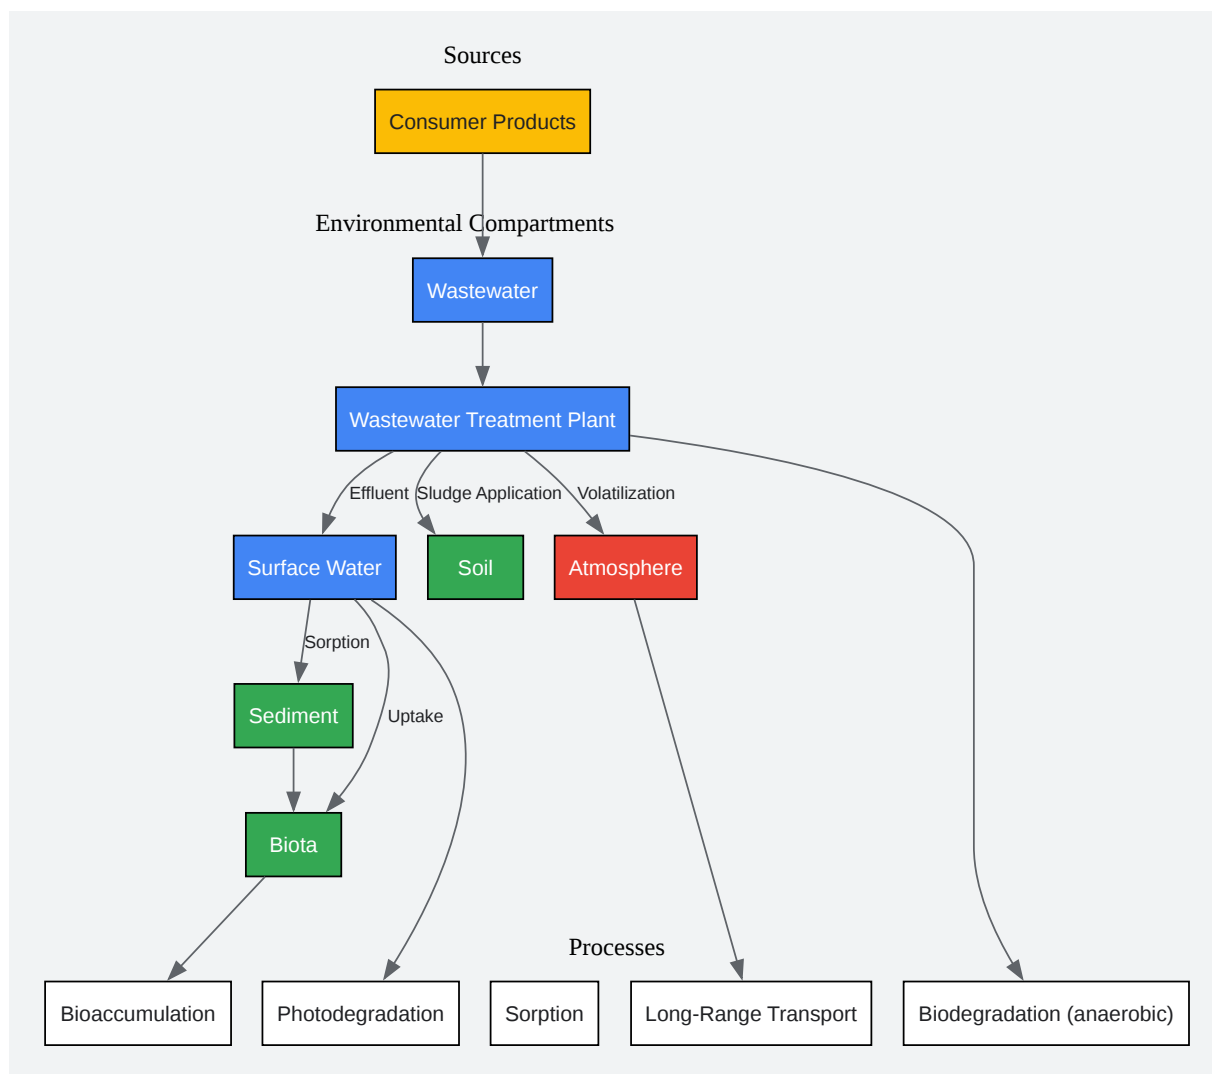 Sources
Consumer Products
Environmental Compartments
Wastewater
Wastewater Treatment Plant
Effluent
Sludge Application
Volatilization
Surface Water
Soil
Atmosphere
Sorption
Sediment
Uptake
Biota
Processes
Bioaccumulation
Photodegradation
Sorption
Long-Range Transport
Biodegradation (anaerobic)